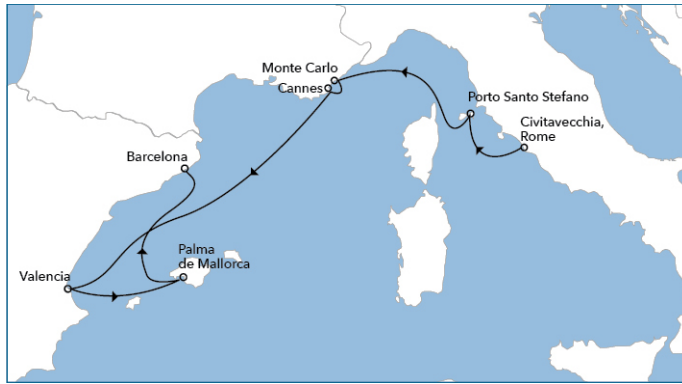 Monte Carlo
Cannes
Porto Santo Stefano
Civitavecchia,
Rome
Barcelona
Palma
de Mallorca
Valencia